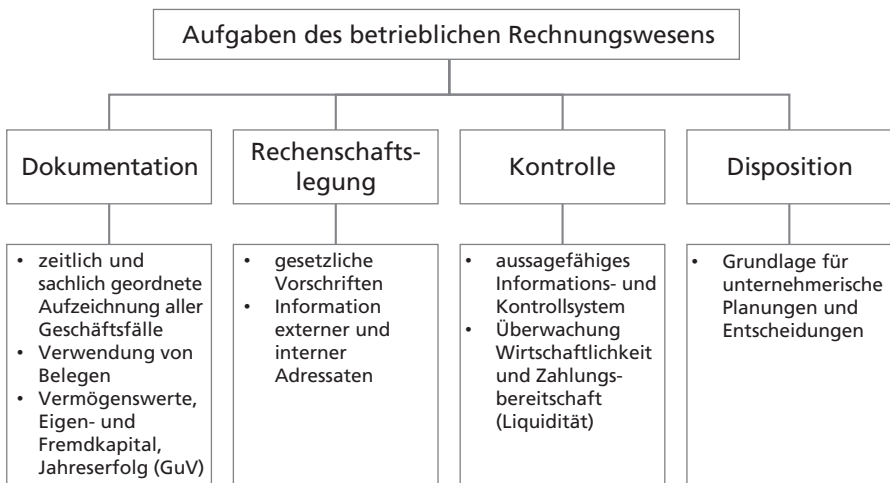 Aufgaben des betrieblichen Rechnungswesens
Dokumentation
• zeitlich und
sachlich geordnete
Aufzeichnung aller
Geschäftsfälle
• Verwendung von
Belegen
• Vermögenswerte,
Eigen- und
Fremdkapital,
Jahreserfolg (GuV)
Rechenschafts-
legung
• gesetzliche
Vorschriften
• Information
externer und
interner
Adressaten
Kontrolle
• aussagefähiges
Informations- und
Kontrollsystem
• Überwachung
Wirtschaftlichkeit
und Zahlungs-
bereitschaft
(Liquidität)
Disposition
• Grundlage für
unternehmerische
Planungen und
Entscheidungen